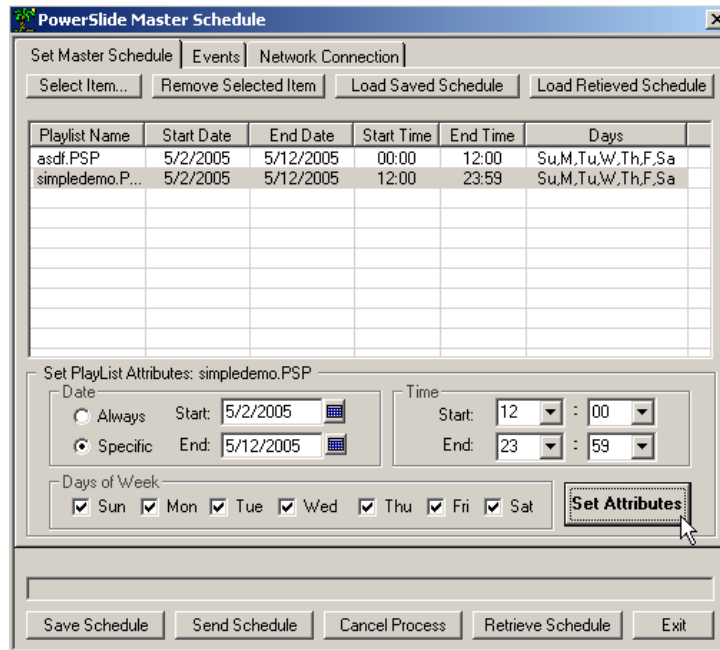 PowerSlide Master Schedule
Set Master Schedule Events Network Connection
Select Item... Remove Selected Item Load Saved Schedule Load Retieved Schedule
Playlist Name Start Date End Date Start Time End Time Days
asdf.PSP 5/2/2005 5/12/2005 00:00 12:00 Su,M,Tu,W,Th,F,Sa
simpledemo.P... 5/2/2005 5/12/2005 12:00 23:59 Su,M,Tu,W,Th,F,Sa
Set PlayList Attributes: simpledemo.PSP
Date Time
Always Start: 5/2/2005 Start: 12 : 00
Specific End: 5/12/2005 End: 23 : 59
Days of Week
Sun Mon Tue Wed Thu Fri Sat Set Attributes
Save Schedule Send Schedule Cancel Process Retrieve Schedule Exit